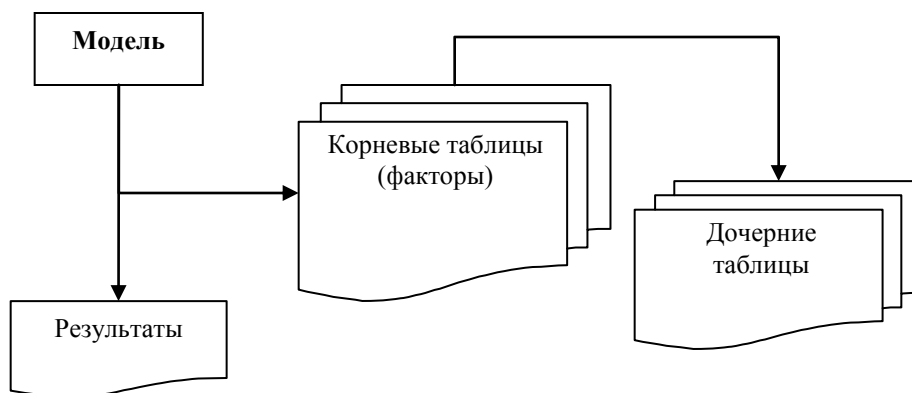 Модель
Корневые таблицы
(факторы)
Дочерние
таблицы
Результаты